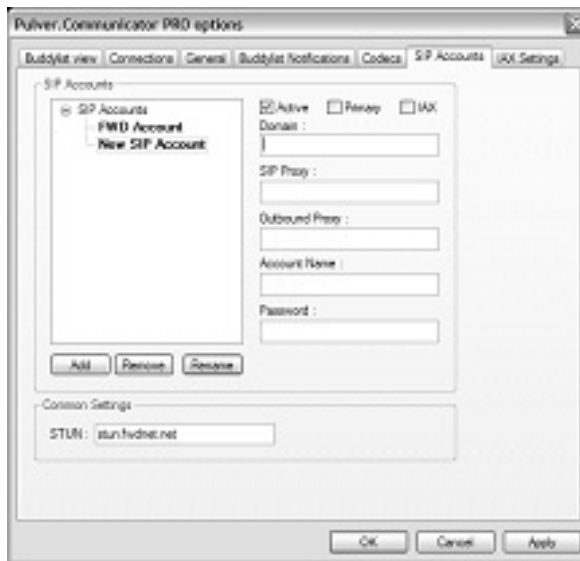 Pulver.Communicator PRO options
Buddylist view Connections General Buddylist Notifications Codecs SIP Accounts IAX Settings
SIP Accounts
SIP Accounts
FWD Account
New SIP Account
Active Primary IAX
Domain :
SIP Proxy :
Outbound Proxy :
Account Name :
Password :
Add Remove Rename
Common Settings
STUN : stun.fwdnet.net
OK Cancel Apply